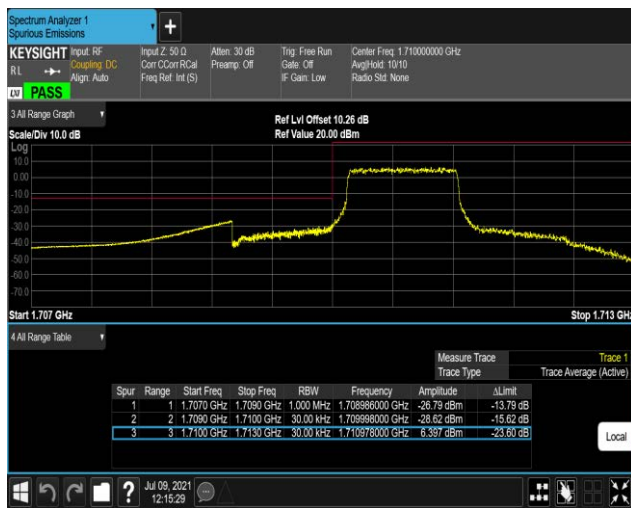 Spectrum Analyzer 1
Spurious Emissions
KEYSIGHT Input: RF Input Z: 50 Ω Atten: 30 dB Trig: Free Run Center Freq: 1.710000000 GHz
RL Coupling: DC Corr CCorr RCal Preamp: Off Gate: Off Avg|Hold: 10/10
Align: Auto Freq Ref: Int (S) IF Gain: Low Radio Std: None
LXI PASS
3 All Range Graph
Ref Lvl Offset 10.26 dB
Scale/Div 10.0 dB Ref Value 20.00 dBm
Log
10.0
0.00
-10.0
-20.0
-30.0
-40.0
-50.0
-60.0
-70.0
Start 1.707 GHz Stop 1.713 GHz
4 All Range Table
Measure Trace Trace 1
Trace Type Trace Average (Active)
Spur Range Start Freq Stop Freq RBW Frequency Amplitude ΔLimit
1 1 1.7070 GHz 1.7090 GHz 1.000 MHz 1.708986000 GHz -26.79 dBm -13.79 dB
2 2 1.7090 GHz 1.7100 GHz 30.00 kHz 1.709998000 GHz -28.62 dBm -15.62 dB
3 3 1.7100 GHz 1.7130 GHz 30.00 kHz 1.710978000 GHz 6.397 dBm -23.60 dB
Local
? Jul 09, 2021
12:15:29